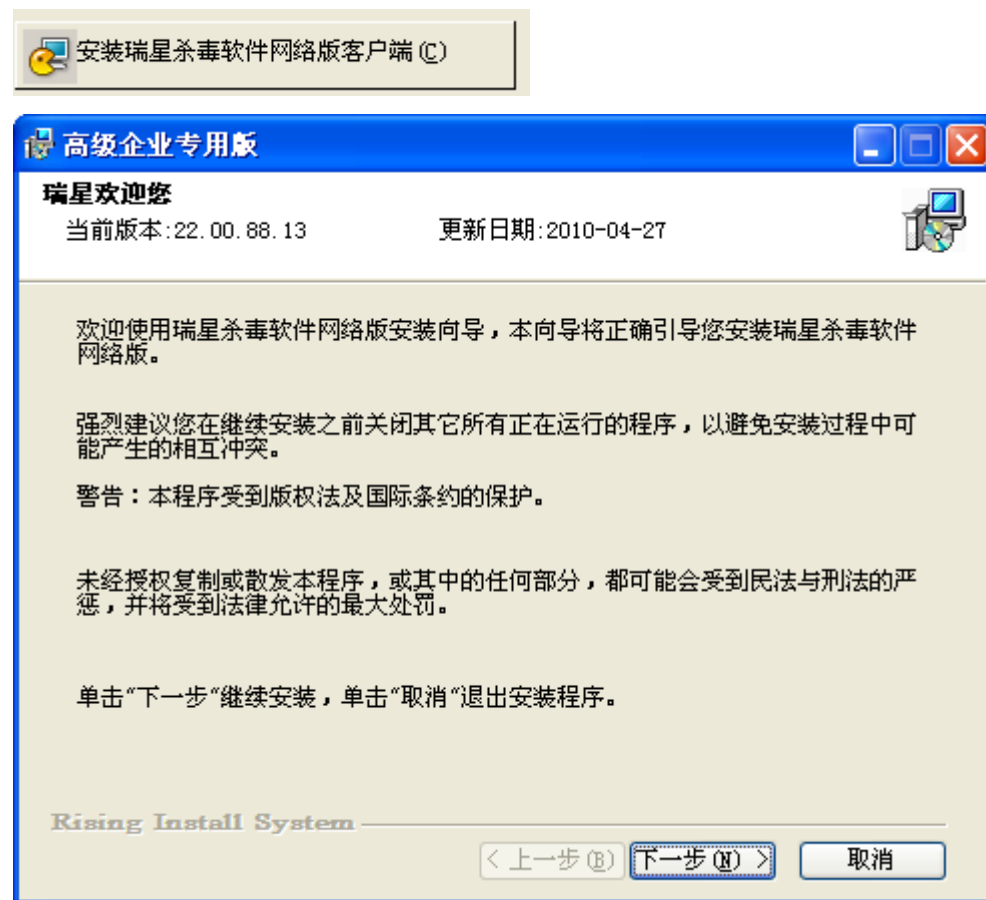 安装瑞星杀毒软件网络版客户端(C)
高级企业专用版
瑞星欢迎您
当前版本:22.00.88.13 更新日期:2010-04-27
欢迎使用瑞星杀毒软件网络版安装向导，本向导将正确引导您安装瑞星杀毒软件
网络版。
强烈建议您在继续安装之前关闭其它所有正在运行的程序，以避免安装过程中可
能产生的相互冲突。
警告：本程序受到版权法及国际条约的保护。
未经授权复制或散发本程序，或其中的任何部分，都可能会受到民法与刑法的严
惩，并将受到法律允许的最大处罚。
单击“下一步“继续安装，单击“取消“退出安装程序。
Rising Install System
< 上一步(B) 下一步(N) > 取消